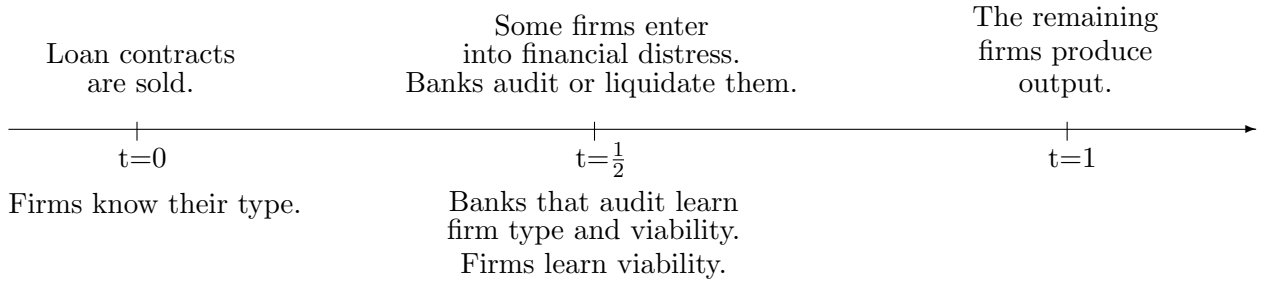 Loan contracts
are sold.
Some firms enter
into financial distress.
Banks audit or liquidate them.
The remaining
firms produce
output.
t=0
t=1/2
t=1
Firms know their type.
Banks that audit learn
firm type and viability.
Firms learn viability.